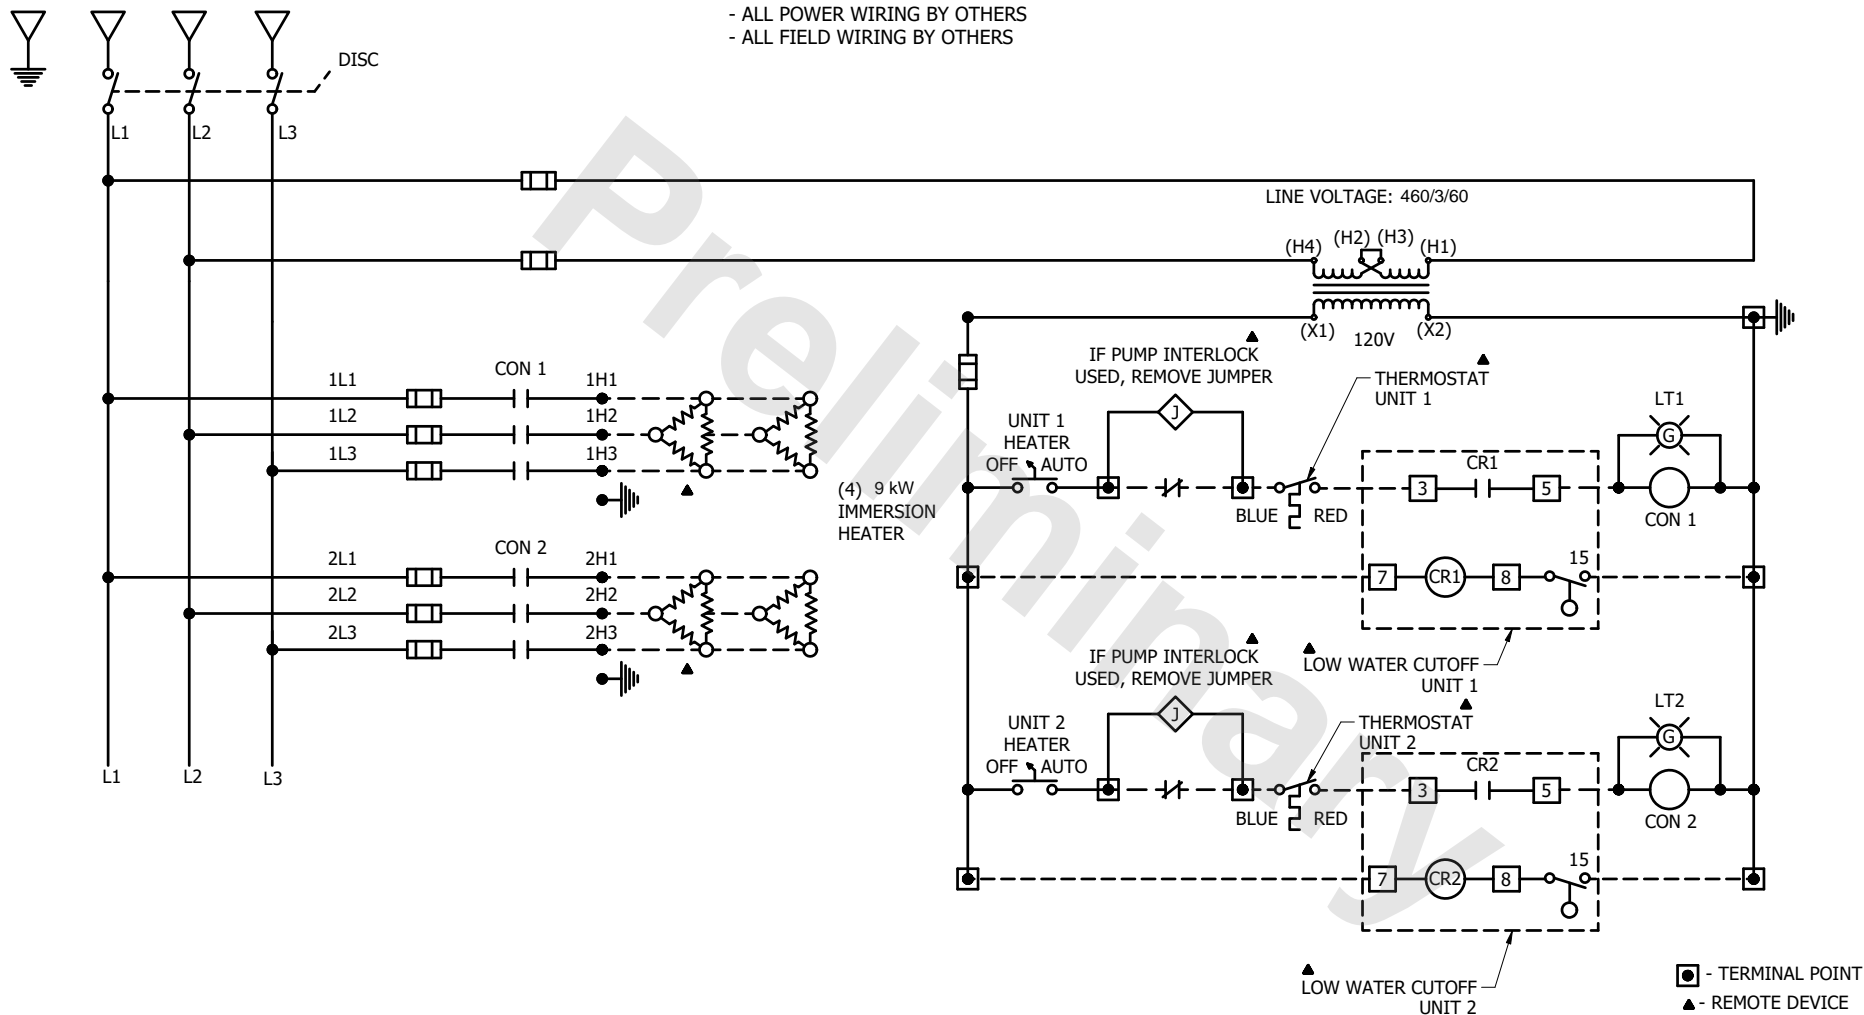 - ALL POWER WIRING BY OTHERS
- ALL FIELD WIRING BY OTHERS
DISC
L1
L2
L3
LINE VOLTAGE: 460/3/60
(H4)
(H2)
(H3)
(H1)
(X1)
120V
(X2)
CON 1
1L1
1H1
1L2
1H2
1L3
1H3
(4) 9 kW
IMMERSION
HEATER
CON 2
2L1
2H1
2L2
2H2
2L3
2H3
L1
L2
L3
IF PUMP INTERLOCK
USED, REMOVE JUMPER
J
THERMOSTAT
UNIT 1
UNIT 1
HEATER
OFF
AUTO
BLUE
RED
CR1
3
5
LT1
G
CON 1
7
CR1
8
15
LOW WATER CUTOFF
UNIT 1
IF PUMP INTERLOCK
USED, REMOVE JUMPER
J
THERMOSTAT
UNIT 2
UNIT 2
HEATER
OFF
AUTO
BLUE
RED
CR2
3
5
LT2
G
CON 2
7
CR2
8
15
LOW WATER CUTOFF
UNIT 2
- TERMINAL POINT
- REMOTE DEVICE
Preliminary